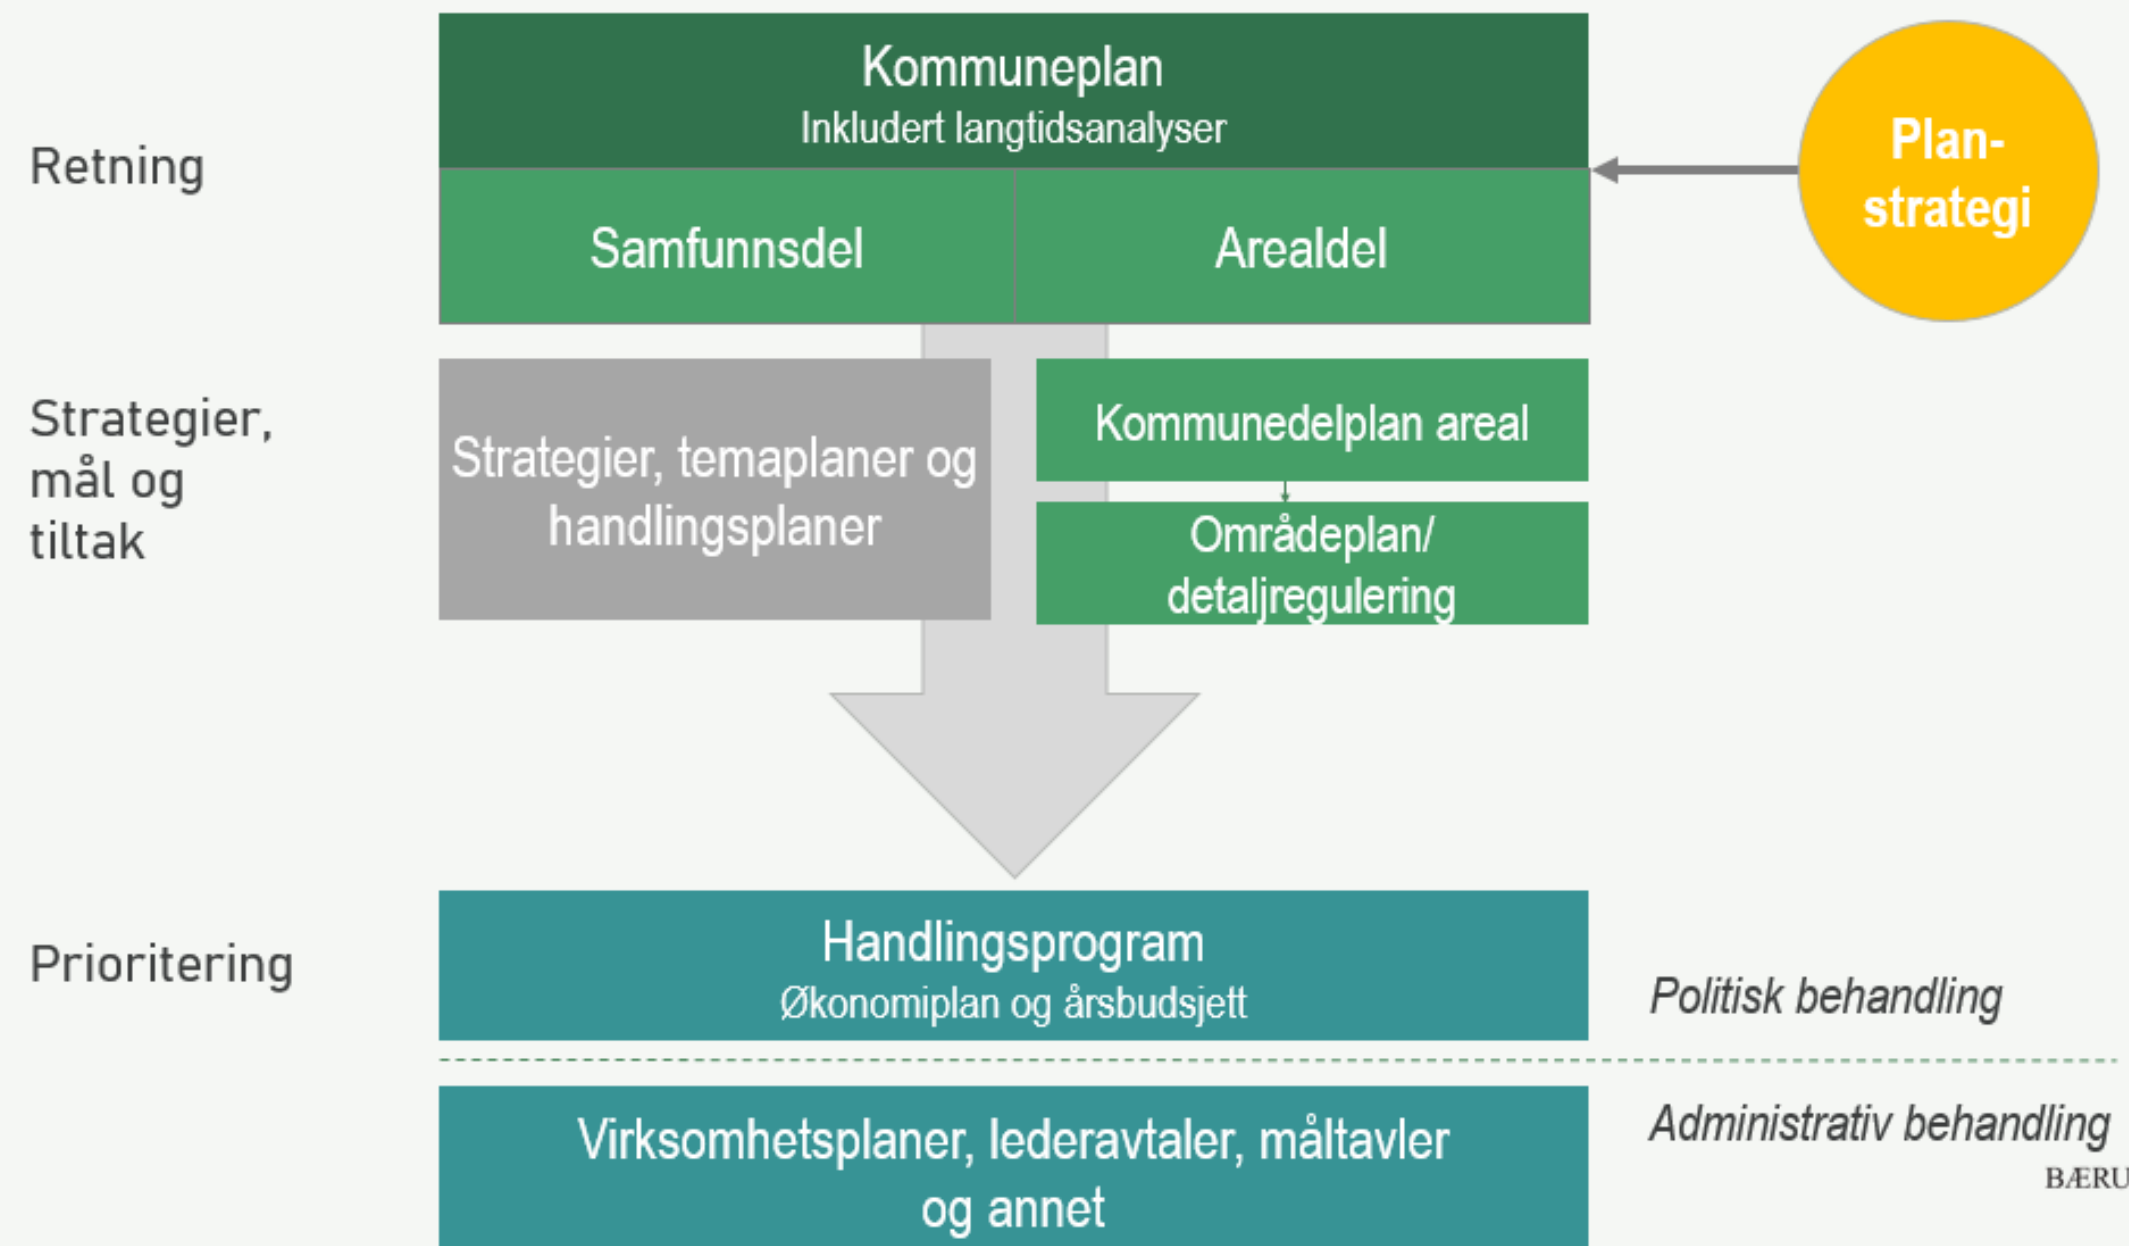 Kommuneplan
Inkludert langtidsanalyser
Retning
Plan-
strategi
Samfunnsdel
Arealdel
Strategier,
mål og
tiltak
Strategier, temaplaner og
handlingsplaner
Kommunedelplan areal
Områdeplan/
detaljregulering
Prioritering
Handlingsprogram
Økonomiplan og årsbudsjett
Politisk behandling
Virksomhetsplaner, lederavtaler, måltavler
og annet
Administrativ behandling
BÆRU